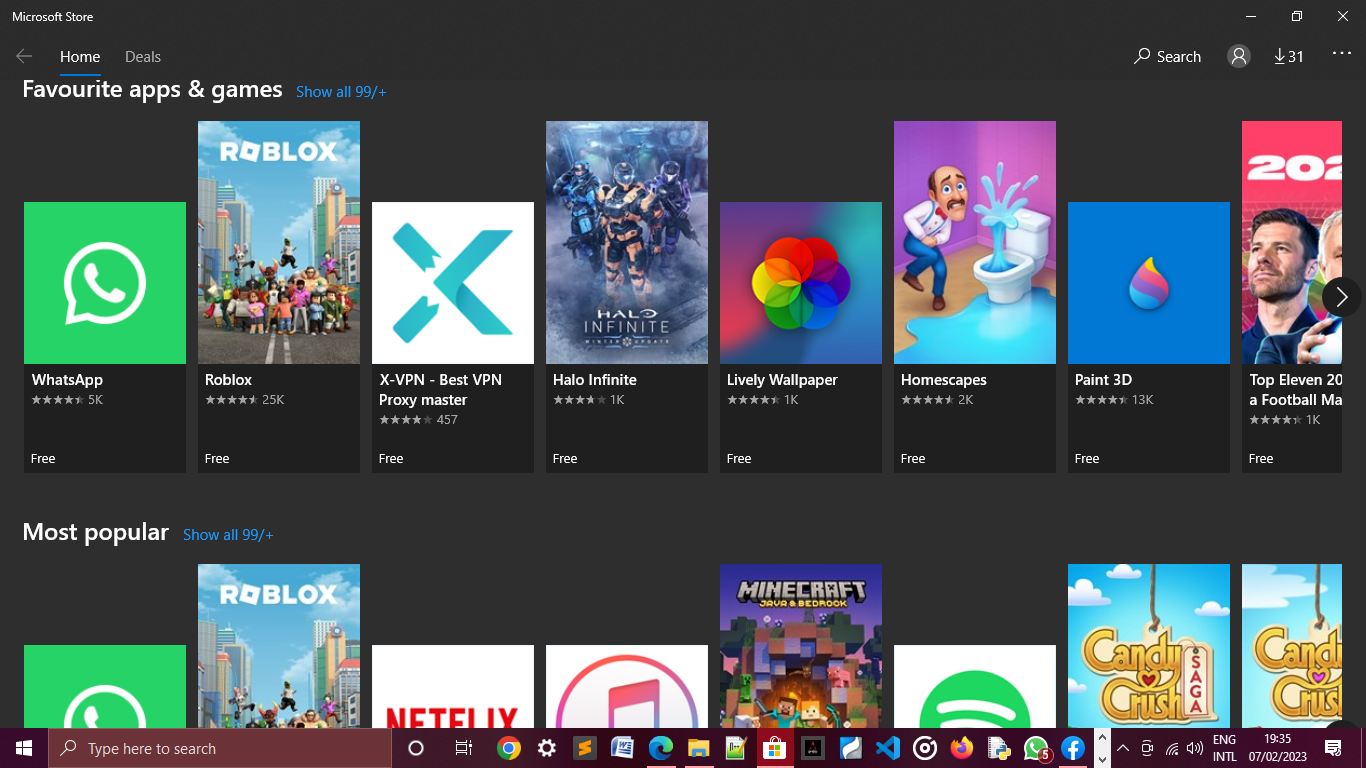 Microsoft Store
Home
Deals
Search
31
Favourite apps & games
Show all 99/+
ROBLOX
HALO
INFINITE
WINTER UPDATE
WhatsApp
5K
Free
Roblox
25K
Free
X-VPN - Best VPN
Proxy master
457
Free
Halo Infinite
1K
Free
Lively Wallpaper
1K
Free
Homescapes
2K
Free
Paint 3D
13K
Free
Top Eleven 20
a Football Ma
1K
Free
Most popular
Show all 99/+
ROBLOX
NETFLIX
MINECRAFT
JAVA & BEDROCK
Candy
Crush
SAGA
Candy
Crus
Type here to search
5
ENG
INTL
19:35
07/02/2023